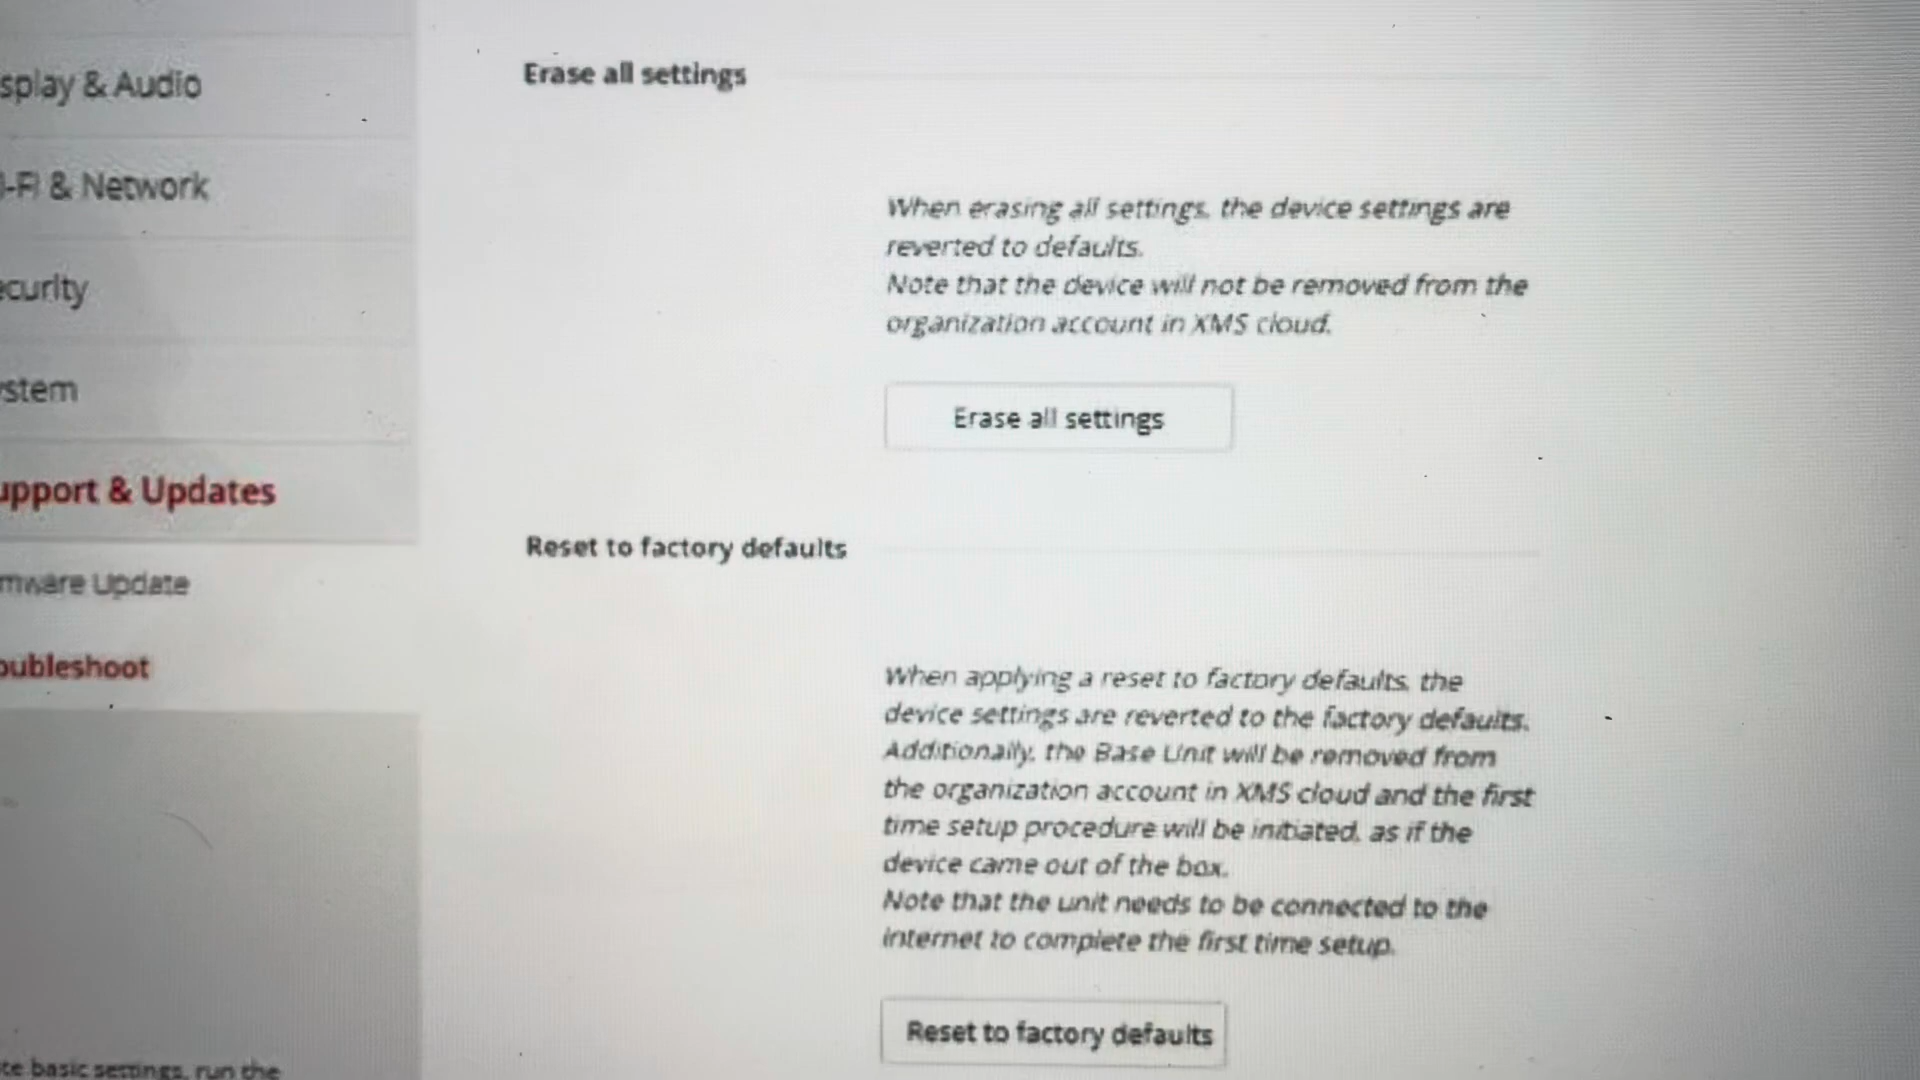 Erase all settings
splay & Audio
i-Fi & Network
When erasing all settings, the device settings are
reverted to defaults.
Note that the device will not be removed from the
organization account in XMS cloud.
ecurity
ystem
Erase all settings
upport & Updates
Reset to factory defaults
mware Update
oubleshoot
When applying a reset to factory defaults, the
device settings are reverted to the factory defaults.
Additionally, the Base Unit will be removed from
the organization account in XMS cloud and the first
time setup procedure will be initiated, as if the
device came out of the box.
Note that the unit needs to be connected to the
internet to complete the first time setup.
Reset to factory defaults
te basic settings, run the